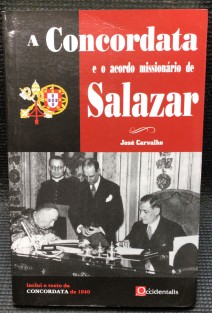 A Concordata
e o acordo missionário de
Salazar
José Carvalho
inclui o texto da
CONCORDATA de 1940
Occidentalis